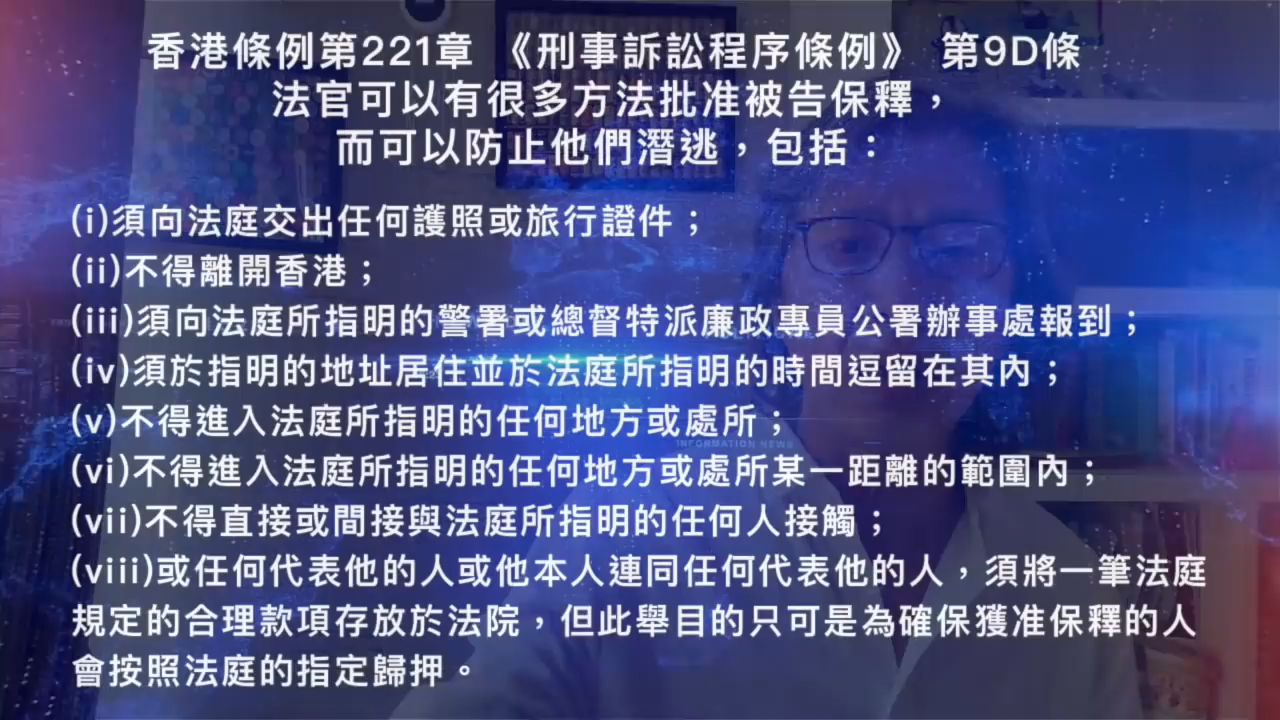 香港條例第221章 《刑事訴訟程序條例》 第9D條
法官可以有很多方法批准被告保釋，
而可以防止他們潛逃，包括：
(i)須向法庭交出任何護照或旅行證件；
(ii)不得離開香港；
(iii)須向法庭所指明的警署或總督特派廉政專員公署辦事處報到；
(iv)須於指明的地址居住並於法庭所指明的時間逗留在其內；
(v)不得進入法庭所指明的任何地方或處所；
INFORMATION NEWS
(vi)不得進入法庭所指明的任何地方或處所某一距離的範圍內；
(vii)不得直接或間接與法庭所指明的任何人接觸；
(viii)或任何代表他的人或他本人連同任何代表他的人，須將一筆法庭
規定的合理款項存放於法院，但此舉目的只可是為確保獲准保釋的人
會按照法庭的指定歸押。